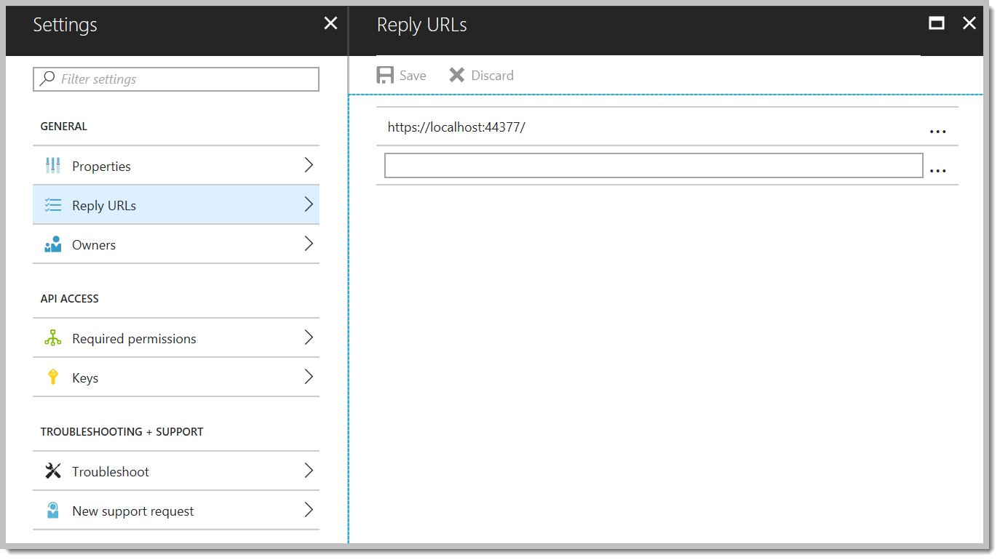 Settings
Filter settings
GENERAL
Properties
Reply URLs
Owners
API ACCESS
Required permissions
Keys
TROUBLESHOOTING + SUPPORT
Troubleshoot
New support request
Reply URLs
Save Discard
https://localhost:44377/ ...
...